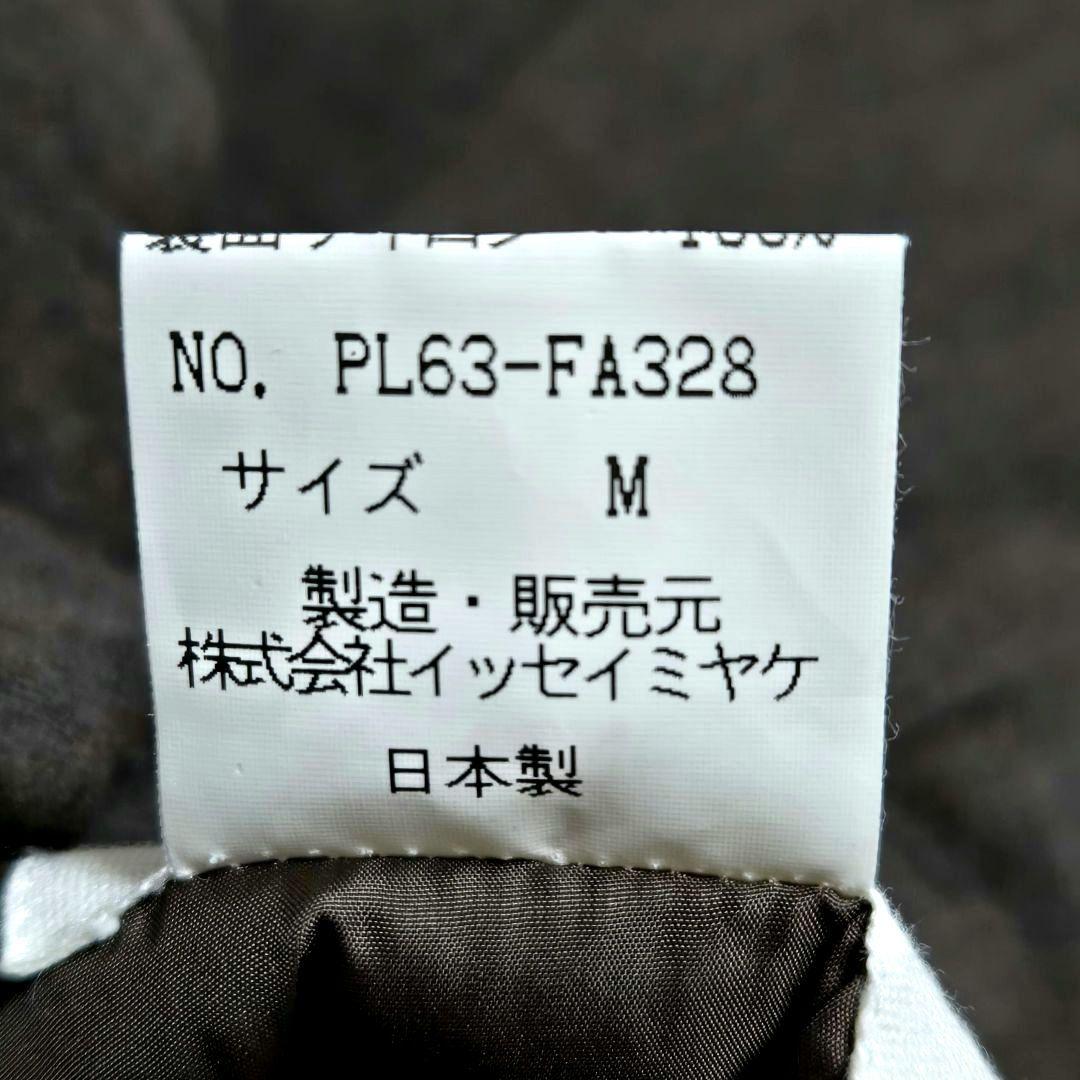 NO. PL63-FA328
サイズ M
製造・販売元
株式会社イッセイミヤケ
日本製